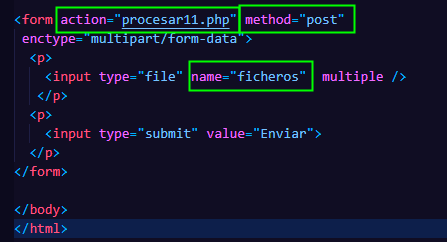 <form action="procesar11.php" method="post"
enctype="multipart/form-data">
<p>
<input type="file" name="ficheros" multiple />
</p>
<p>
<input type="submit" value="Enviar">
</p>
</form>
</body>
</html>